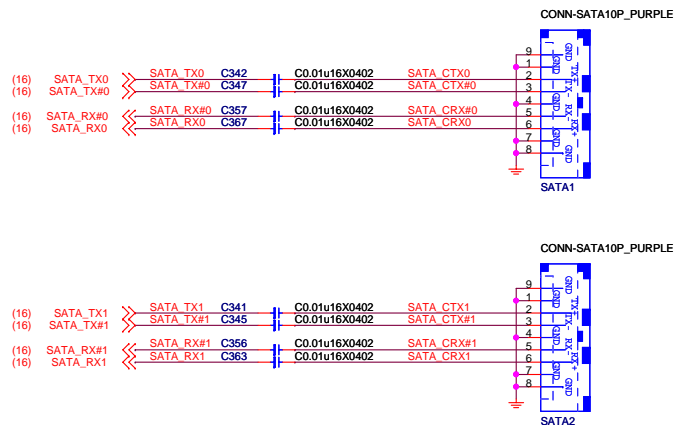 CONN-SATA10P_PURPLE
9 GND
1
(16) SATA_TX0 SATA_TX0 C342 C0.01u16X0402 SATA_CTX0 2 TX+
(16) SATA_TX#0 SATA_TX#0 C347 C0.01u16X0402 SATA_CTX#0 3 TX-
4 GND
(16) SATA_RX#0 SATA_RX#0 C357 C0.01u16X0402 SATA_CRX#0 5 RX-
(16) SATA_RX0 SATA_RX0 C367 C0.01u16X0402 SATA_CRX0 6 RX+
7 GND
8 GND
SATA1
CONN-SATA10P_PURPLE
9 GND
1 GND
(16) SATA_TX1 SATA_TX1 C341 C0.01u16X0402 SATA_CTX1 2 TX+
(16) SATA_TX#1 SATA_TX#1 C345 C0.01u16X0402 SATA_CTX#1 3 TX-
4 GND
(16) SATA_RX#1 SATA_RX#1 C356 C0.01u16X0402 SATA_CRX#1 5 RX-
(16) SATA_RX1 SATA_RX1 C363 C0.01u16X0402 SATA_CRX1 6 RX+
7 GND
8 GND
SATA2